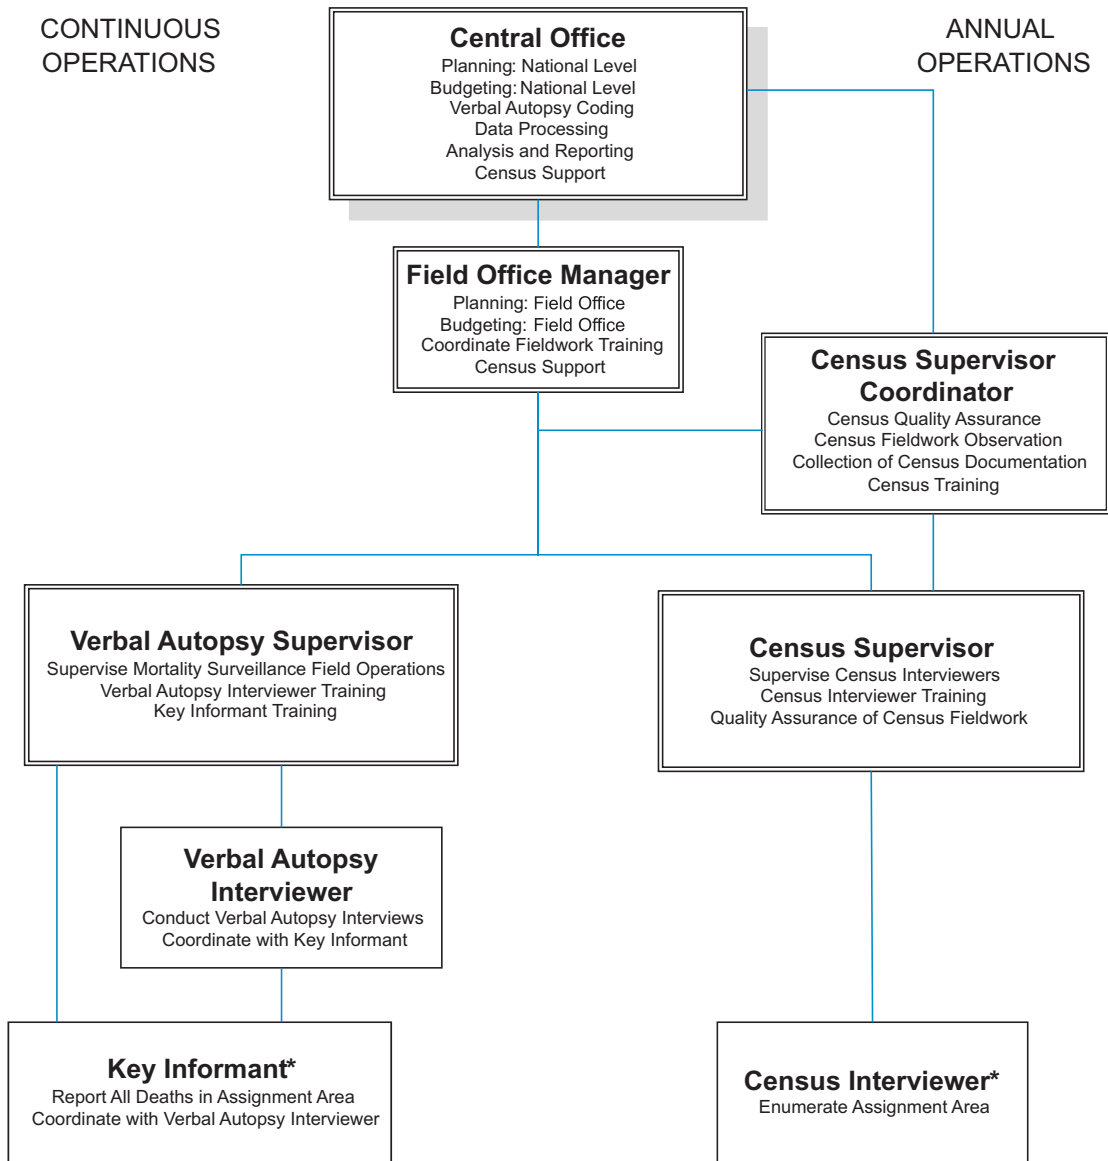 CONTINUOUS
OPERATIONS
ANNUAL
OPERATIONS
Central Office
Planning: National Level
Budgeting: National Level
Verbal Autopsy Coding
Data Processing
Analysis and Reporting
Census Support
Field Office Manager
Planning: Field Office
Budgeting: Field Office
Coordinate Fieldwork Training
Census Support
Census Supervisor
Coordinator
Census Quality Assurance
Census Fieldwork Observation
Collection of Census Documentation
Census Training
Verbal Autopsy Supervisor
Supervise Mortality Surveillance Field Operations
Verbal Autopsy Interviewer Training
Key Informant Training
Census Supervisor
Supervise Census Interviewers
Census Interviewer Training
Quality Assurance of Census Fieldwork
Verbal Autopsy
Interviewer
Conduct Verbal Autopsy Interviews
Coordinate with Key Informant
Key Informant*
Report All Deaths in Assignment Area
Coordinate with Verbal Autopsy Interviewer
Census Interviewer*
Enumerate Assignment Area